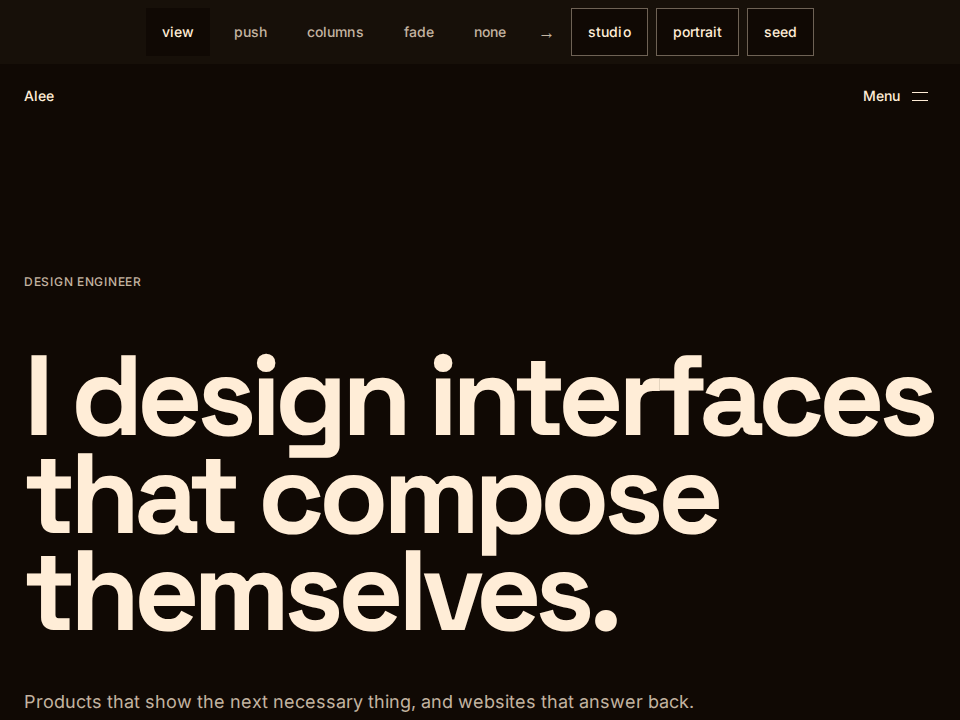 view push columns fade none → studio portrait seed
Alee Menu
DESIGN ENGINEER
I design interfaces
that compose
themselves.
Products that show the next necessary thing, and websites that answer back.